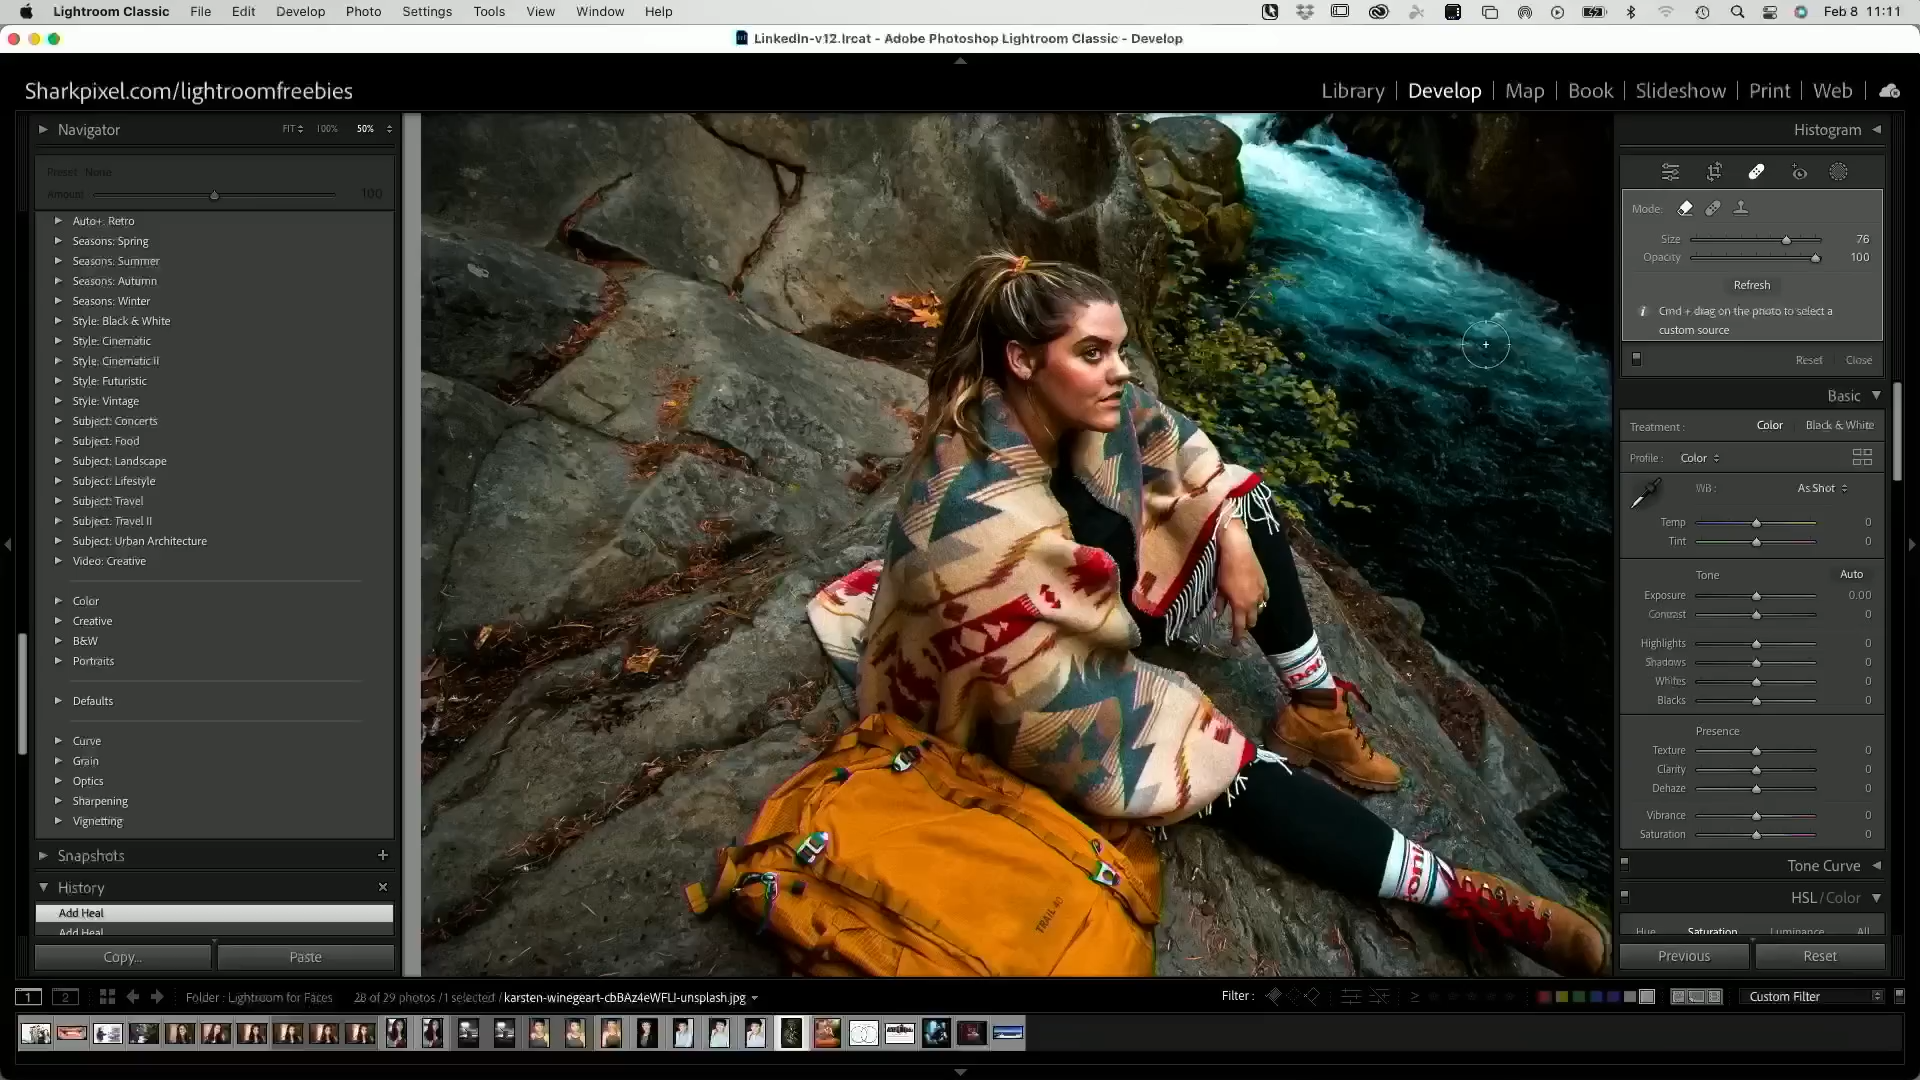 Lightroom Classic File Edit Develop Photo Settings Tools View Window Help Feb 8 11:11
LinkedIn-v12.lrcat - Adobe Photoshop Lightroom Classic - Develop
Sharkpixel.com/lightroomfreebies
Library | Develop | Map | Book | Slideshow | Print | Web
Navigator FIT 100% 50%
Preset None
Amount 100
Auto+: Retro
Seasons: Spring
Seasons: Summer
Seasons: Autumn
Seasons: Winter
Style: Black & White
Style: Cinematic
Style: Cinematic II
Style: Futuristic
Style: Vintage
Subject: Concerts
Subject: Food
Subject: Landscape
Subject: Lifestyle
Subject: Travel
Subject: Travel II
Subject: Urban Architecture
Video: Creative
Color
Creative
B&W
Portraits
Defaults
Curve
Grain
Optics
Sharpening
Vignetting
Snapshots
History
Add Heal
Add Heal
Copy... Paste
TRAIL 40
Histogram
Mode:
Size 76
Opacity 100
Refresh
Cmd + drag on the photo to select a
custom source
Reset Close
Basic
Treatment : Color Black & White
Profile : Color
WB : As Shot
Temp 0
Tint 0
Tone Auto
Exposure 0.00
Contrast 0
Highlights 0
Shadows 0
Whites 0
Blacks 0
Presence
Texture 0
Clarity 0
Dehaze 0
Vibrance 0
Saturation 0
Tone Curve
HSL / Color
Hue Saturation Luminance All
Previous Reset
1 2 Folder : Lightroom for Faces 28 of 29 photos /1 selected / karsten-winegeart-cbBAz4eWFLI-unsplash.jpg Filter : Custom Filter